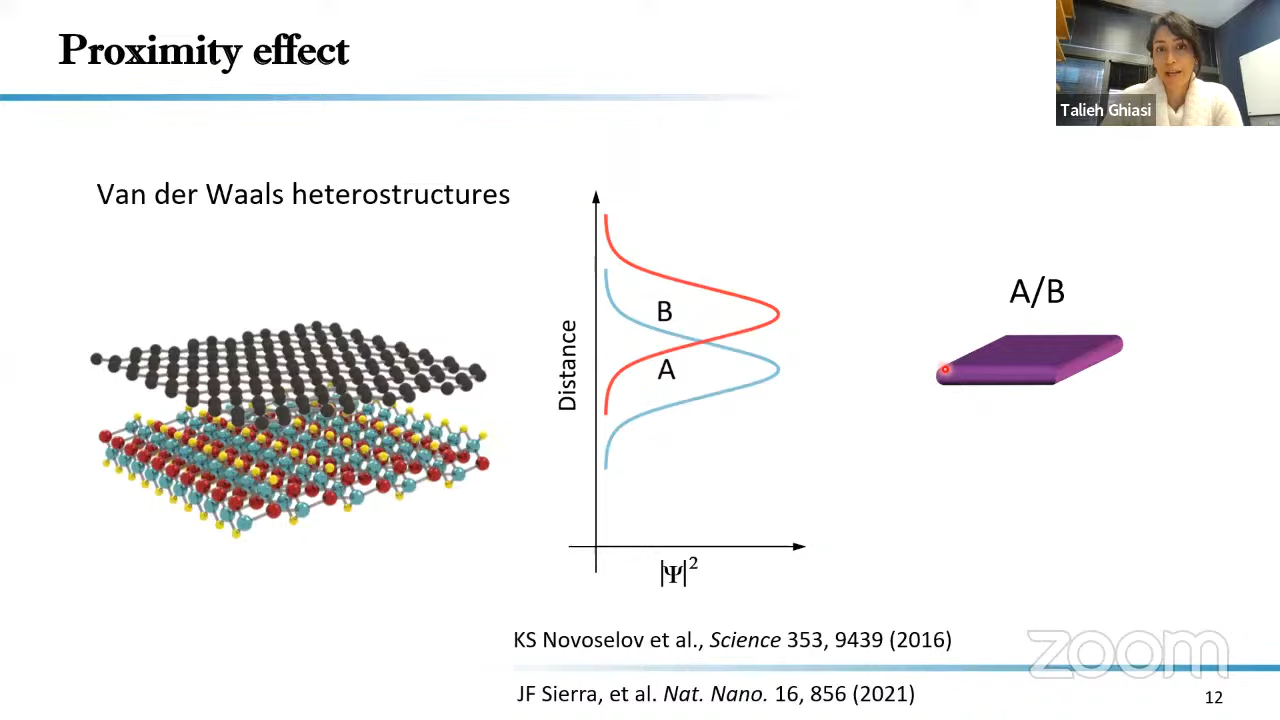 Proximity effect
Talieh Ghiasi
Van der Waals heterostructures
B
A
Distance
|Ψ|²
A/B
KS Novoselov et al., Science 353, 9439 (2016)
zoom
JF Sierra, et al. Nat. Nano. 16, 856 (2021)
12